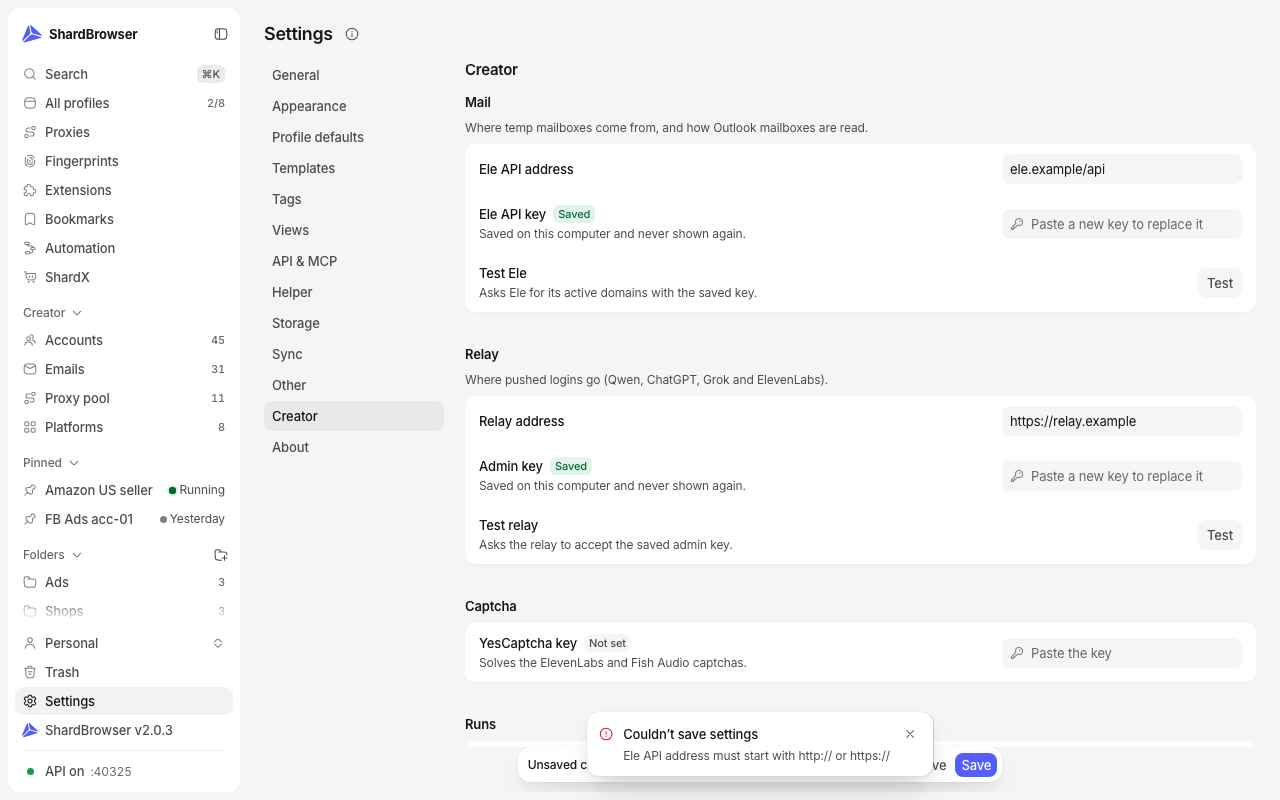 ShardBrowser
Search ⌘K
All profiles 2/8
Proxies
Fingerprints
Extensions
Bookmarks
Automation
ShardX
Creator
Accounts 45
Emails 31
Proxy pool 11
Platforms 8
Pinned
Amazon US seller Running
FB Ads acc-01 Yesterday
Folders
Ads 3
Shops 3
Personal
Trash
Settings
ShardBrowser v2.0.3
API on :40325
Settings
General
Appearance
Profile defaults
Templates
Tags
Views
API & MCP
Helper
Storage
Sync
Other
Creator
About
Creator
Mail
Where temp mailboxes come from, and how Outlook mailboxes are read.
Ele API address ele.example/api
Ele API key Saved
Saved on this computer and never shown again.
Paste a new key to replace it
Test Ele
Asks Ele for its active domains with the saved key.
Test
Relay
Where pushed logins go (Qwen, ChatGPT, Grok and ElevenLabs).
Relay address https://relay.example
Admin key Saved
Saved on this computer and never shown again.
Paste a new key to replace it
Test relay
Asks the relay to accept the saved admin key.
Test
Captcha
YesCaptcha key Not set
Solves the ElevenLabs and Fish Audio captchas.
Paste the key
Runs
Couldn't save settings
Ele API address must start with http:// or https://
Unsaved c
ve Save